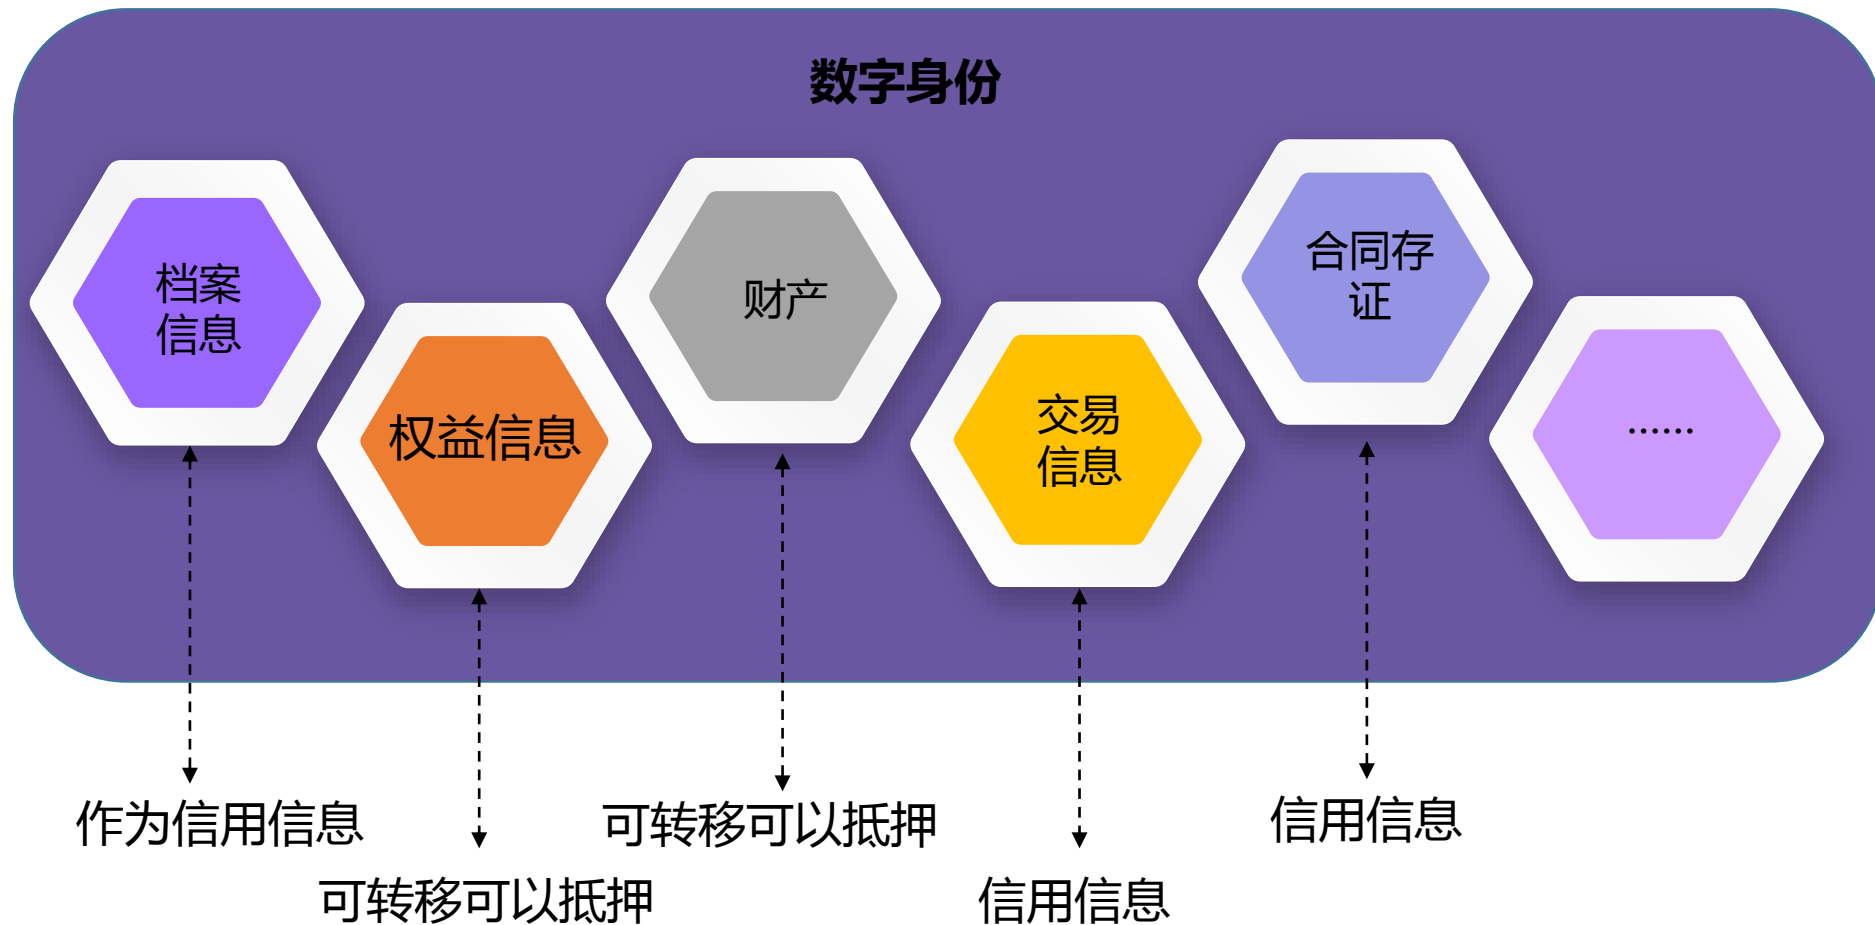 数字身份
档案
信息
权益信息
财产
交易
信息
合同存
证
……
作为信用信息
可转移可以抵押
可转移可以抵押
信用信息
信用信息